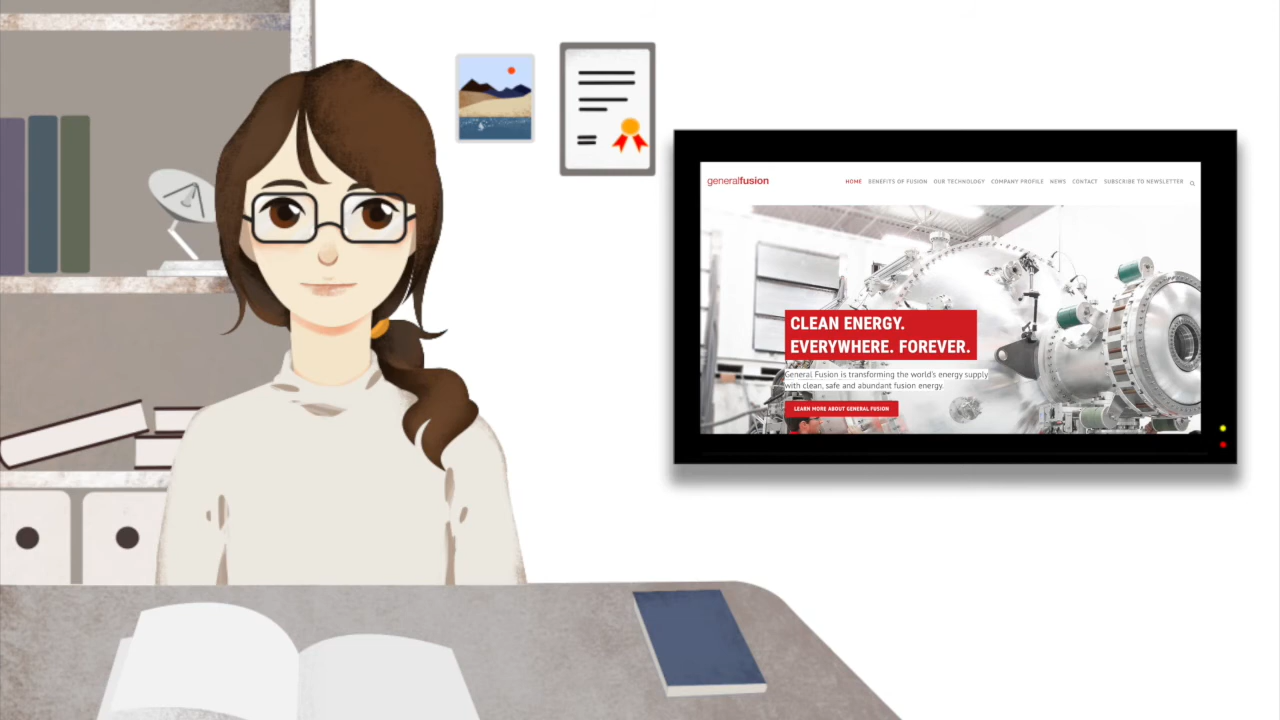 generalfusion
HOME BENEFITS OF FUSION OUR TECHNOLOGY COMPANY PROFILE NEWS CONTACT SUBSCRIBE TO NEWSLETTER
CLEAN ENERGY.
EVERYWHERE. FOREVER.
General Fusion is transforming the world's energy supply
with clean, safe and abundant fusion energy.
LEARN MORE ABOUT GENERAL FUSION